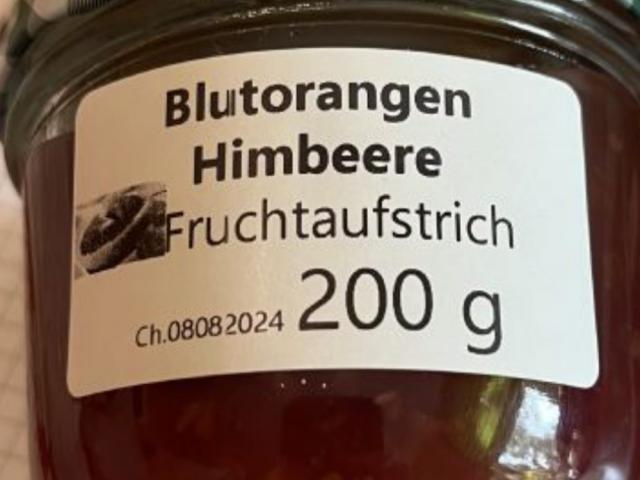 Blutorangen
Himbeere
Fruchtaufstrich
Ch.08082024 200 g